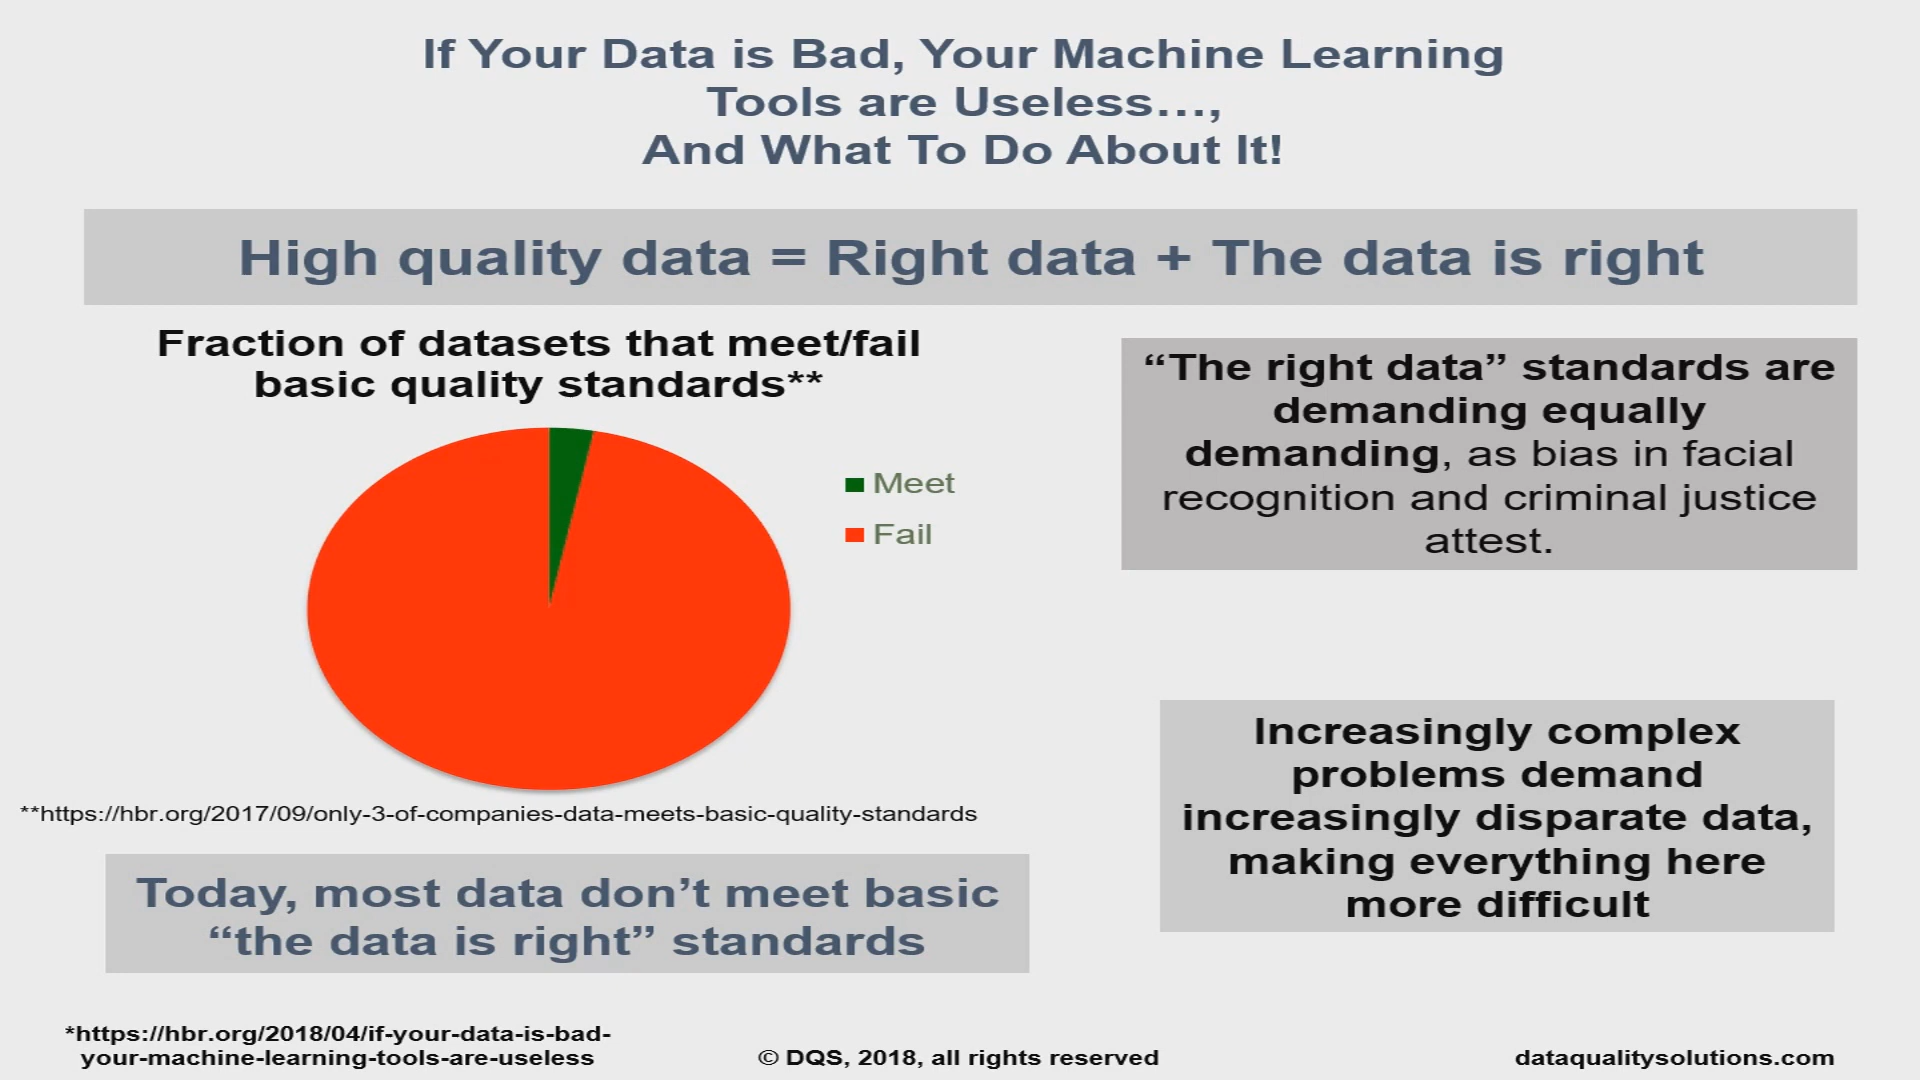 If Your Data is Bad, Your Machine Learning
Tools are Useless…,
And What To Do About It!
High quality data = Right data + The data is right
Fraction of datasets that meet/fail
basic quality standards**
Meet
Fail
**https://hbr.org/2017/09/only-3-of-companies-data-meets-basic-quality-standards
Today, most data don’t meet basic
“the data is right” standards
“The right data” standards are
demanding equally
demanding, as bias in facial
recognition and criminal justice
attest.
Increasingly complex
problems demand
increasingly disparate data,
making everything here
more difficult
*https://hbr.org/2018/04/if-your-data-is-bad-
your-machine-learning-tools-are-useless
© DQS, 2018, all rights reserved
dataqualitysolutions.com